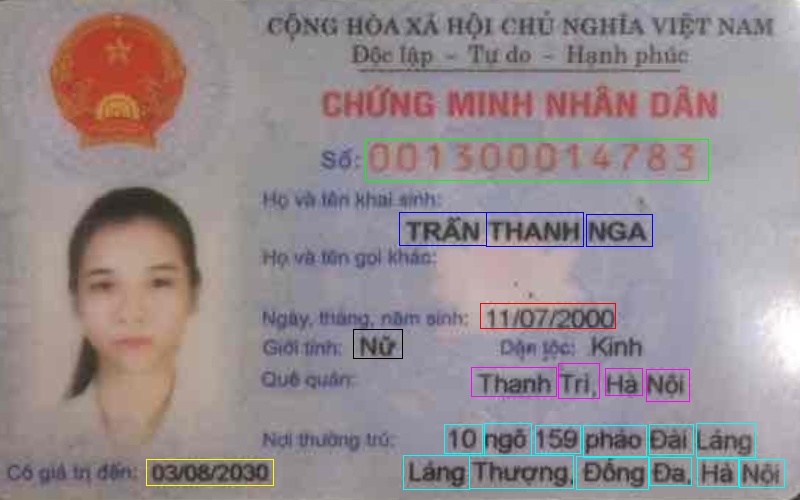 CỘNG HÒA XÃ HỘI CHỦ NGHĨA VIỆT NAM
Độc lập - Tự do - Hạnh phúc
CHỨNG MINH NHÂN DÂN
Số: 001300014783
Họ và tên khai sinh:
TRẦN THANH NGA
Họ và tên gọi khác:
Ngày, tháng, năm sinh: 11/07/2000
Giới tính: Nữ Dân tộc: Kinh
Quê quán: Thanh Trì, Hà Nội
Nơi thường trú: 10 ngõ 159 pháo Đài Láng
Có giá trị đến: 03/08/2030 Láng Thượng, Đống Đa, Hà Nội